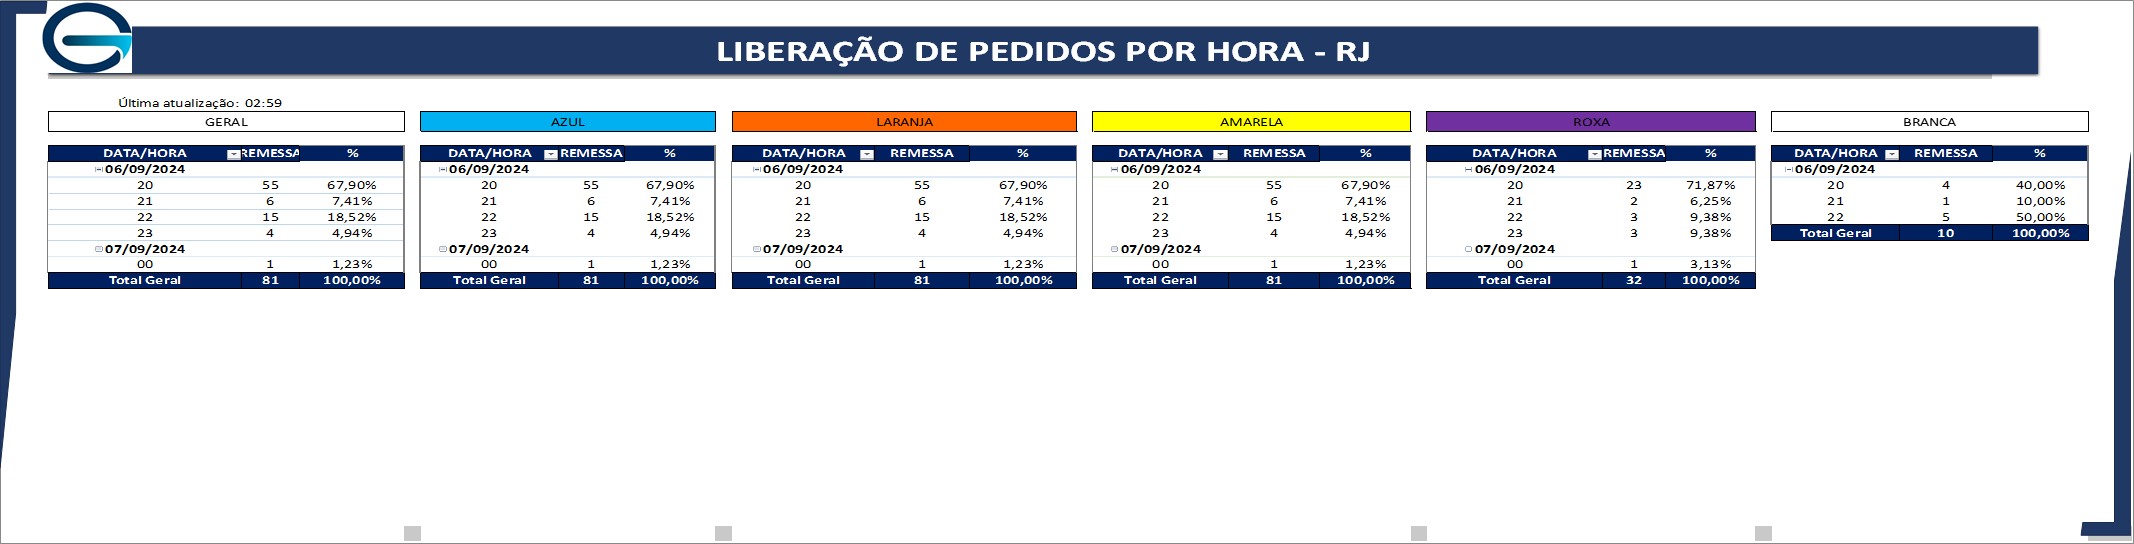 LIBERAÇÃO DE PEDIDOS POR HORA - RJ
Última atualização: 02:59
GERAL AZUL LARANJA AMARELA ROXA BRANCA
DATA/HORA REMESSA % DATA/HORA REMESSA % DATA/HORA REMESSA % DATA/HORA REMESSA % DATA/HORA REMESSA % DATA/HORA REMESSA %
06/09/2024 06/09/2024 06/09/2024 06/09/2024 06/09/2024 06/09/2024
20 55 67,90% 20 55 67,90% 20 55 67,90% 20 55 67,90% 20 23 71,87% 20 4 40,00%
21 6 7,41% 21 6 7,41% 21 6 7,41% 21 6 7,41% 21 2 6,25% 21 1 10,00%
22 15 18,52% 22 15 18,52% 22 15 18,52% 22 15 18,52% 22 3 9,38% 22 5 50,00%
23 4 4,94% 23 4 4,94% 23 4 4,94% 23 4 4,94% 23 3 9,38% Total Geral 10 100,00%
07/09/2024 07/09/2024 07/09/2024 07/09/2024 07/09/2024
00 1 1,23% 00 1 1,23% 00 1 1,23% 00 1 1,23% 00 1 3,13%
Total Geral 81 100,00% Total Geral 81 100,00% Total Geral 81 100,00% Total Geral 81 100,00% Total Geral 32 100,00%